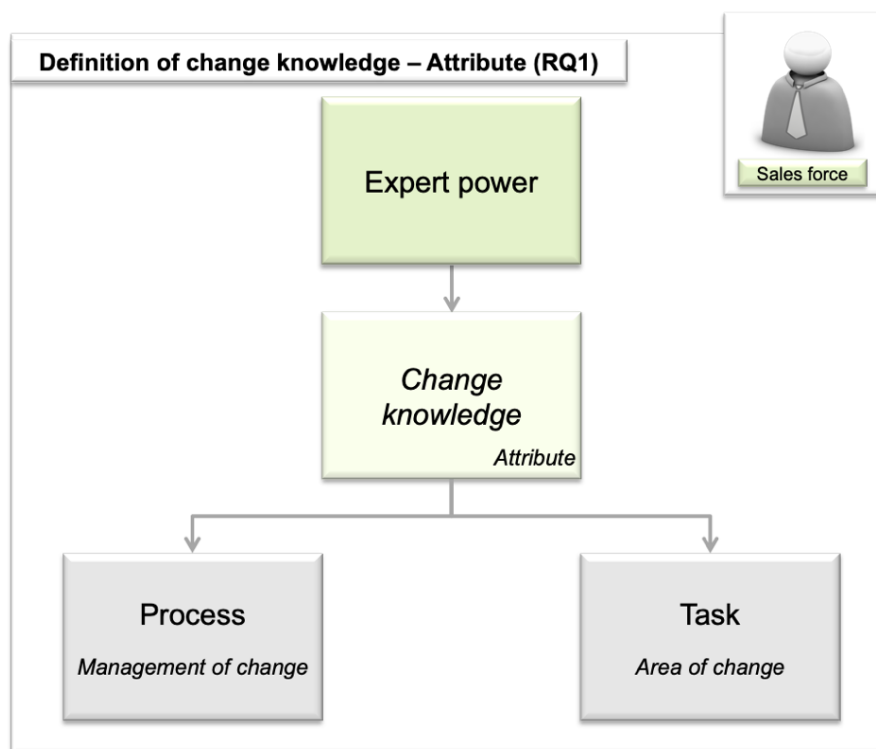 Definition of change knowledge – Attribute (RQ1)
Sales force
Expert power
Change
knowledge
Attribute
Process
Management of change
Task
Area of change